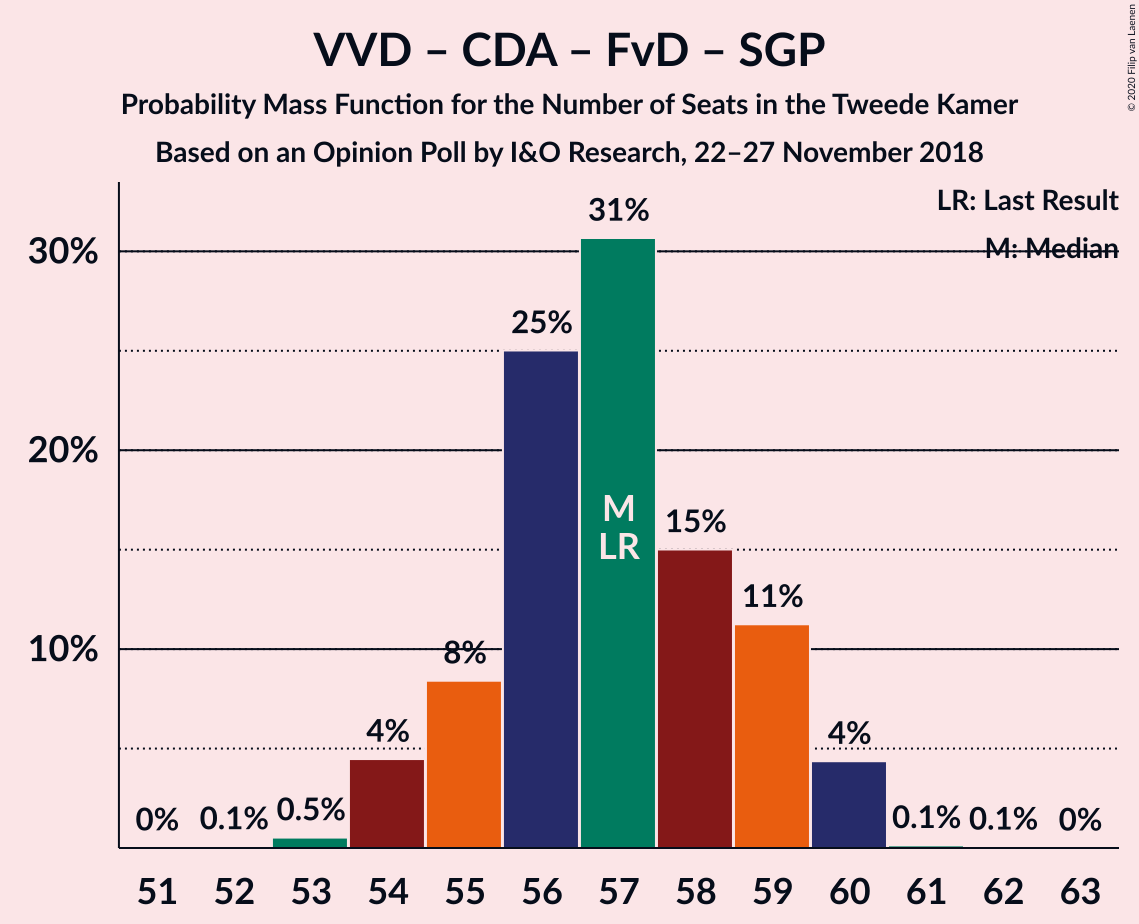 VVD – CDA – FvD – SGP
Probability Mass Function for the Number of Seats in the Tweede Kamer
Based on an Opinion Poll by I&O Research, 22–27 November 2018
© 2020 Filip van Laenen
LR: Last Result
M: Median
30%
20%
10%
0%
0.1%
0.5%
4%
8%
25%
31%
15%
11%
4%
0.1%
0.1%
0%
M
LR
51 52 53 54 55 56 57 58 59 60 61 62 63